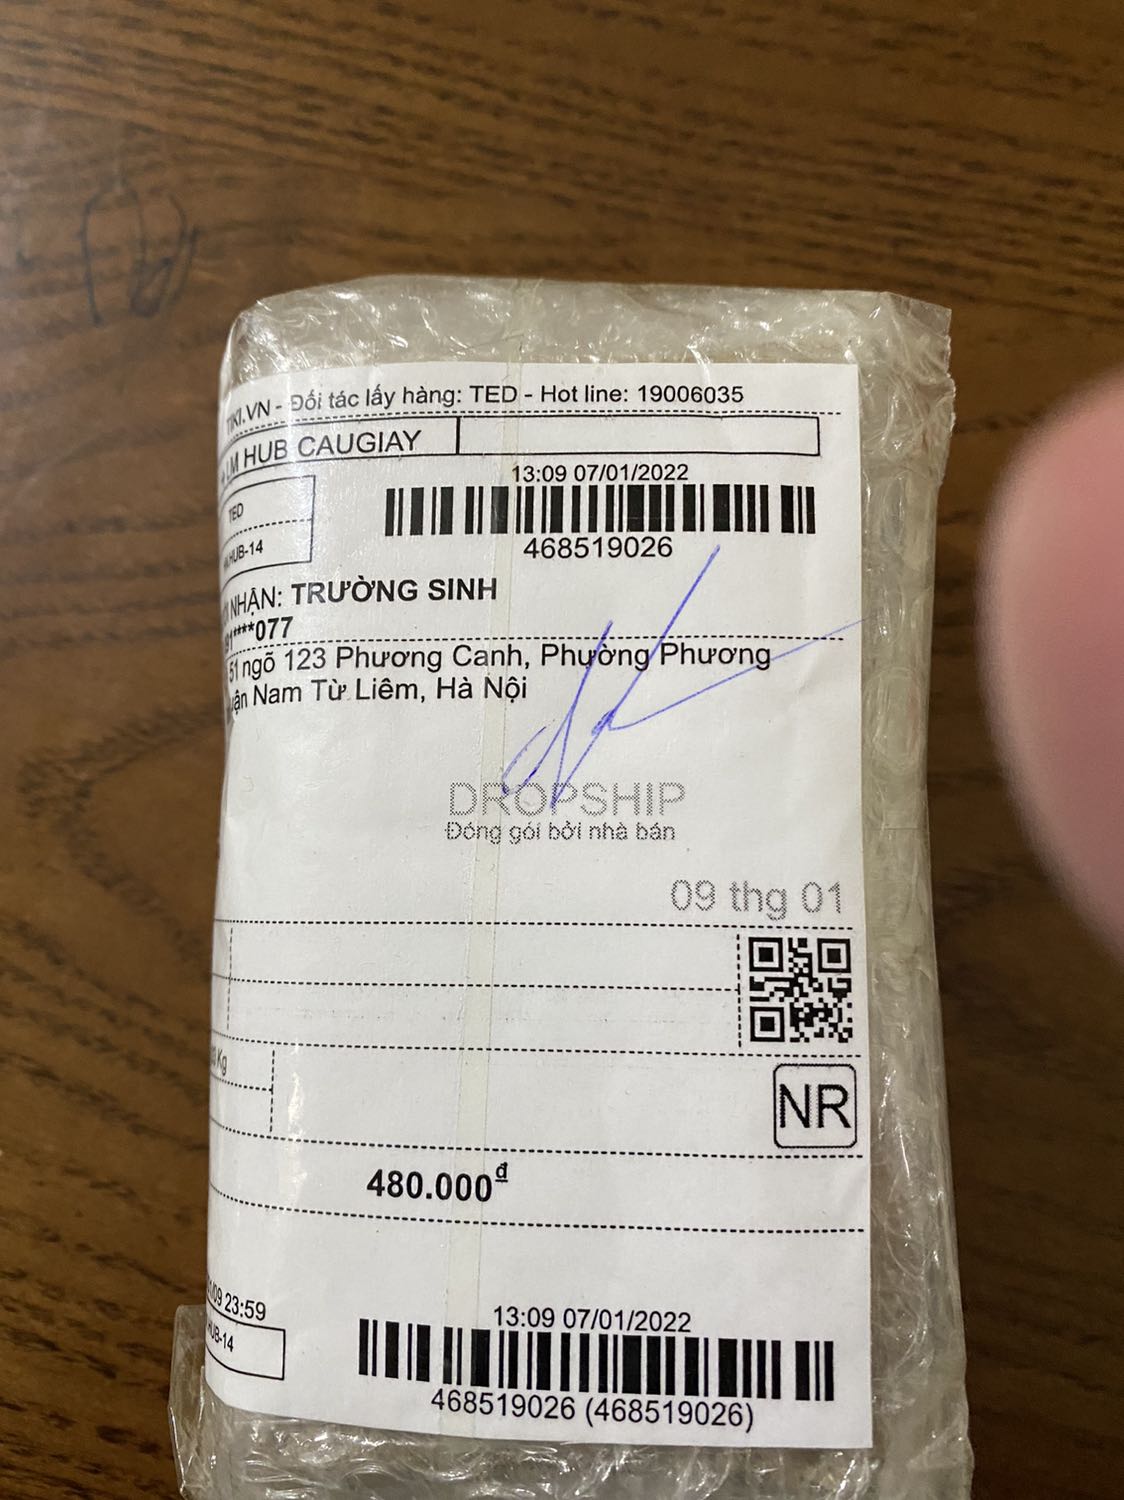 TIKI.VN - Đối tác lấy hàng: TED - Hot line: 19006035
HUB CAUGIAY
13:09 07/01/2022
TED
HUB-14
468519026
NHẬN: TRƯỜNG SINH
****077
51 ngõ 123 Phương Canh, Phường Phương
Nam Từ Liêm, Hà Nội
DROPSHIP
Đóng gói bởi nhà bán
09 thg 01
Kg
NR
480.000đ
/09 23:59
HUB-14
13:09 07/01/2022
468519026 (468519026)